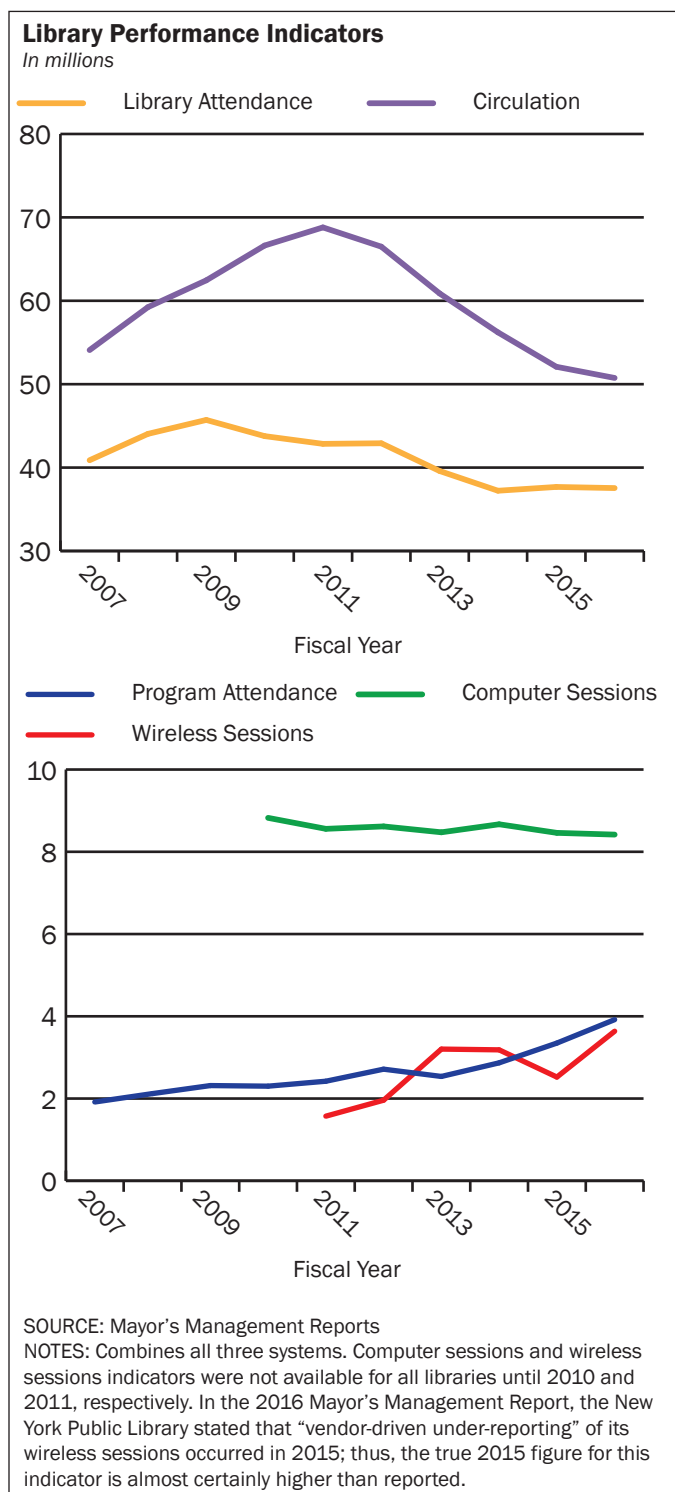 Library Performance Indicators
In millions
Library Attendance
Circulation
80
70
60
50
40
30
2007
2009
2011
2013
2015
Fiscal Year
Program Attendance
Computer Sessions
Wireless Sessions
10
8
6
4
2
0
2007
2009
2011
2013
2015
Fiscal Year
SOURCE: Mayor’s Management Reports
NOTES: Combines all three systems. Computer sessions and wireless
sessions indicators were not available for all libraries until 2010 and
2011, respectively. In the 2016 Mayor’s Management Report, the New
York Public Library stated that “vendor-driven under-reporting” of its
wireless sessions occurred in 2015; thus, the true 2015 figure for this
indicator is almost certainly higher than reported.